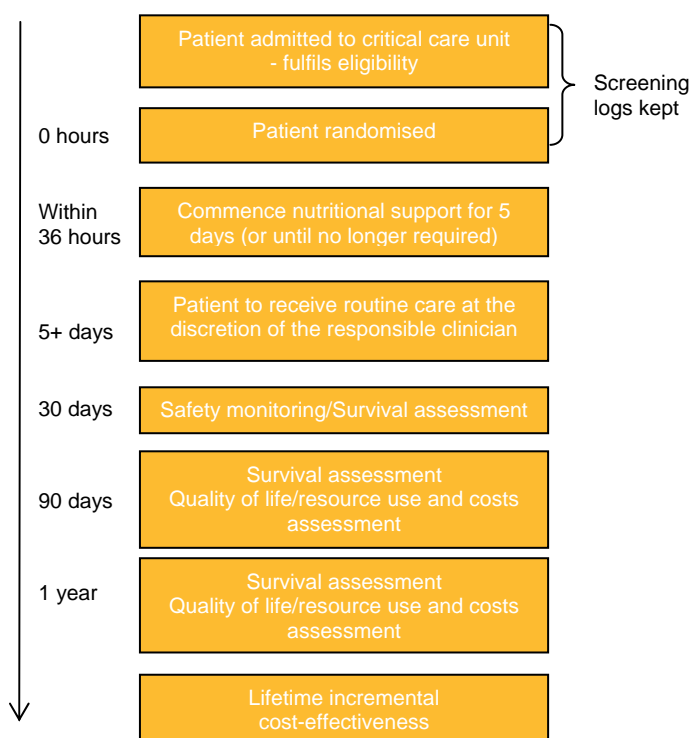 Patient admitted to critical care unit
- fulfils eligibility
Screening
logs kept
0 hours
Patient randomised
Within
36 hours
Commence nutritional support for 5
days (or until no longer required)
5+ days
Patient to receive routine care at the
discretion of the responsible clinician
30 days
Safety monitoring/Survival assessment
90 days
Survival assessment
Quality of life/resource use and costs
assessment
1 year
Survival assessment
Quality of life/resource use and costs
assessment
Lifetime incremental
cost-effectiveness